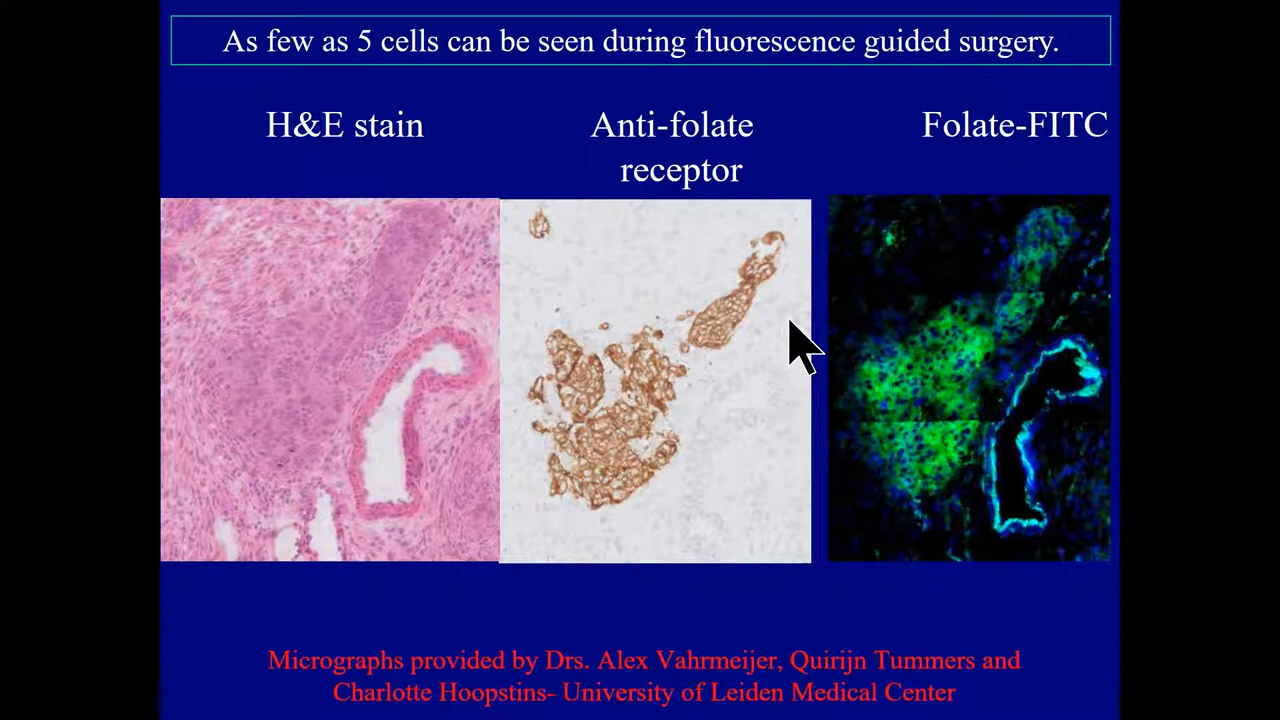 As few as 5 cells can be seen during fluorescence guided surgery.
H&E stain
Anti-folate
receptor
Folate-FITC
Micrographs provided by Drs. Alex Vahrmeijer, Quirijn Tummers and
Charlotte Hoopstins- University of Leiden Medical Center